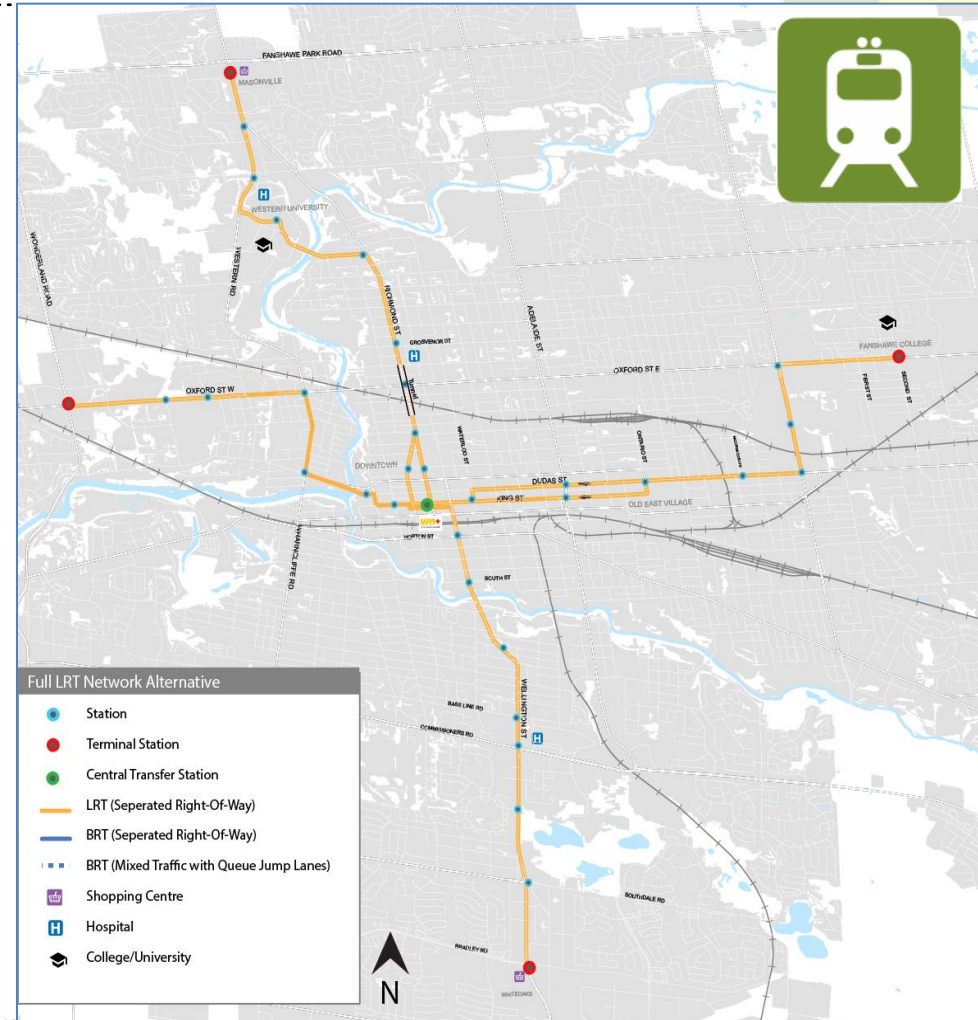 FANSHAWE PARK ROAD
MASONVILLE
WESTERN UNIVERSITY
WONDERLAND ROAD
WESTERN RD
RICHMOND ST
ADELAIDE ST
GROSVENOR ST
FANSHAWE COLLEGE
OXFORD ST E
Tunnel
FIRST ST
SECOND ST
OXFORD ST W
WATERLOO ST
ONTARIO ST
DOWNTOWN
DUDAS ST
KING ST
OLD EAST VILLAGE
HORTON ST
WHARNCLIFFE RD
SOUTH ST
WELLINGTON ST
BASE LINE RD
COMMISSIONERS RD
SOUTHDALE RD
BRADLEY RD
WHITEOAKS
Full LRT Network Alternative
Station
Terminal Station
Central Transfer Station
LRT (Seperated Right-Of-Way)
BRT (Seperated Right-Of-Way)
BRT (Mixed Traffic with Queue Jump Lanes)
Shopping Centre
H Hospital
College/University
N
H
H
H